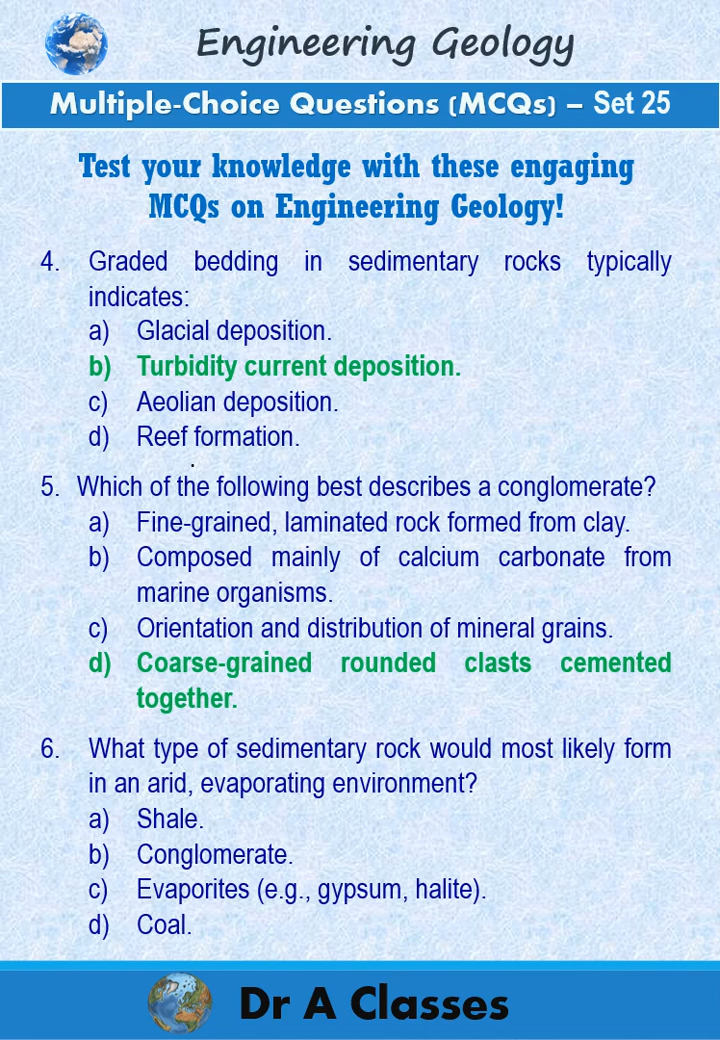 Engineering Geology
Multiple-Choice Questions (MCQs) – Set 25
Test your knowledge with these engaging
MCQs on Engineering Geology!
4. Graded bedding in sedimentary rocks typically
indicates:
a) Glacial deposition.
b) Turbidity current deposition.
c) Aeolian deposition.
d) Reef formation.
.
5. Which of the following best describes a conglomerate?
a) Fine-grained, laminated rock formed from clay.
b) Composed mainly of calcium carbonate from
marine organisms.
c) Orientation and distribution of mineral grains.
d) Coarse-grained rounded clasts cemented
together.
6. What type of sedimentary rock would most likely form
in an arid, evaporating environment?
a) Shale.
b) Conglomerate.
c) Evaporites (e.g., gypsum, halite).
d) Coal.
Dr A Classes